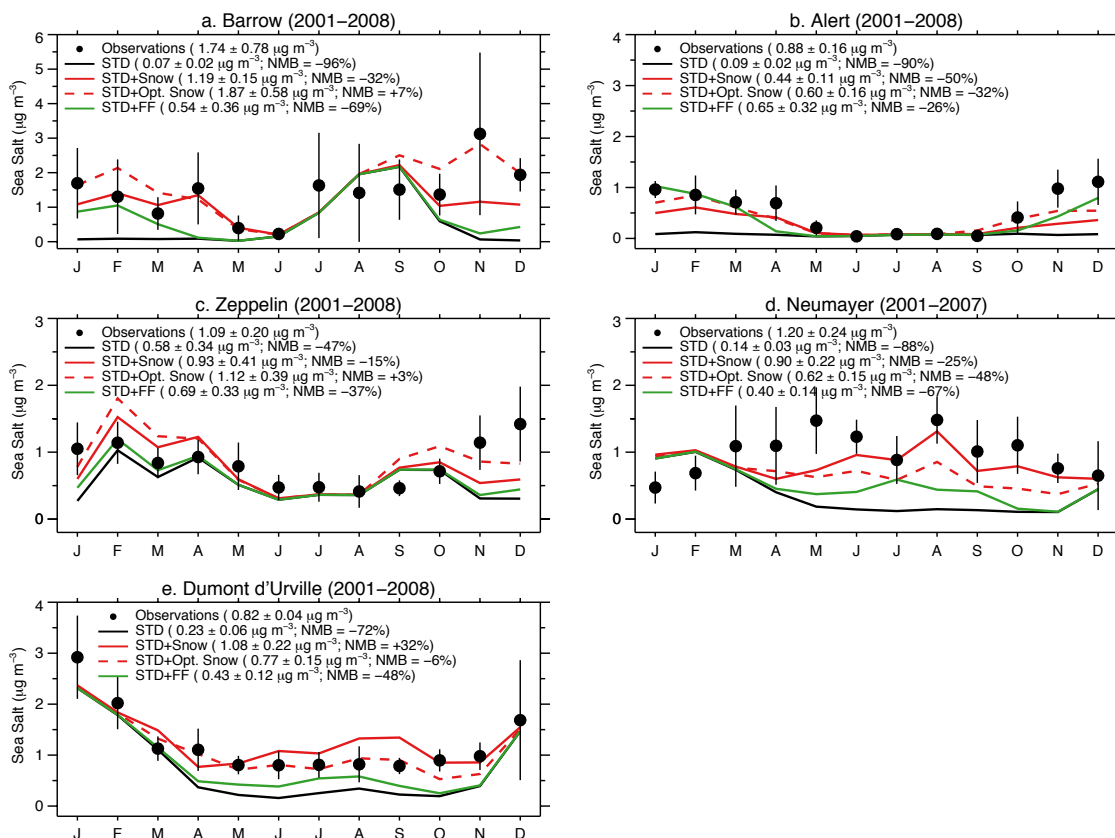 a. Barrow (2001−2008)
6
5
4
3
2
1
0
Sea Salt (μg m−3)
Observations ( 1.74 ± 0.78 μg m−3)
STD ( 0.07 ± 0.02 μg m−3; NMB = −96%)
STD+Snow ( 1.19 ± 0.15 μg m−3; NMB = −32%)
STD+Opt. Snow ( 1.87 ± 0.58 μg m−3; NMB = +7%)
STD+FF ( 0.54 ± 0.36 μg m−3; NMB = −69%)
J F M A M J J A S O N D
b. Alert (2001−2008)
4
3
2
1
0
Sea Salt (μg m−3)
Observations ( 0.88 ± 0.16 μg m−3)
STD ( 0.09 ± 0.02 μg m−3; NMB = −90%)
STD+Snow ( 0.44 ± 0.11 μg m−3; NMB = −50%)
STD+Opt. Snow ( 0.60 ± 0.16 μg m−3; NMB = −32%)
STD+FF ( 0.65 ± 0.32 μg m−3; NMB = −26%)
J F M A M J J A S O N D
c. Zeppelin (2001−2008)
3
2
1
0
Sea Salt (μg m−3)
Observations ( 1.09 ± 0.20 μg m−3)
STD ( 0.58 ± 0.34 μg m−3; NMB = −47%)
STD+Snow ( 0.93 ± 0.41 μg m−3; NMB = −15%)
STD+Opt. Snow ( 1.12 ± 0.39 μg m−3; NMB = +3%)
STD+FF ( 0.69 ± 0.33 μg m−3; NMB = −37%)
J F M A M J J A S O N D
d. Neumayer (2001−2007)
3
2
1
0
Sea Salt (μg m−3)
Observations ( 1.20 ± 0.24 μg m−3)
STD ( 0.14 ± 0.03 μg m−3; NMB = −88%)
STD+Snow ( 0.90 ± 0.22 μg m−3; NMB = −25%)
STD+Opt. Snow ( 0.62 ± 0.15 μg m−3; NMB = −48%)
STD+FF ( 0.40 ± 0.14 μg m−3; NMB = −67%)
J F M A M J J A S O N D
e. Dumont d'Urville (2001−2008)
4
3
2
1
0
Sea Salt (μg m−3)
Observations ( 0.82 ± 0.04 μg m−3)
STD ( 0.23 ± 0.06 μg m−3; NMB = −72%)
STD+Snow ( 1.08 ± 0.22 μg m−3; NMB = +32%)
STD+Opt. Snow ( 0.77 ± 0.15 μg m−3; NMB = −6%)
STD+FF ( 0.43 ± 0.12 μg m−3; NMB = −48%)
J F M A M J J A S O N D